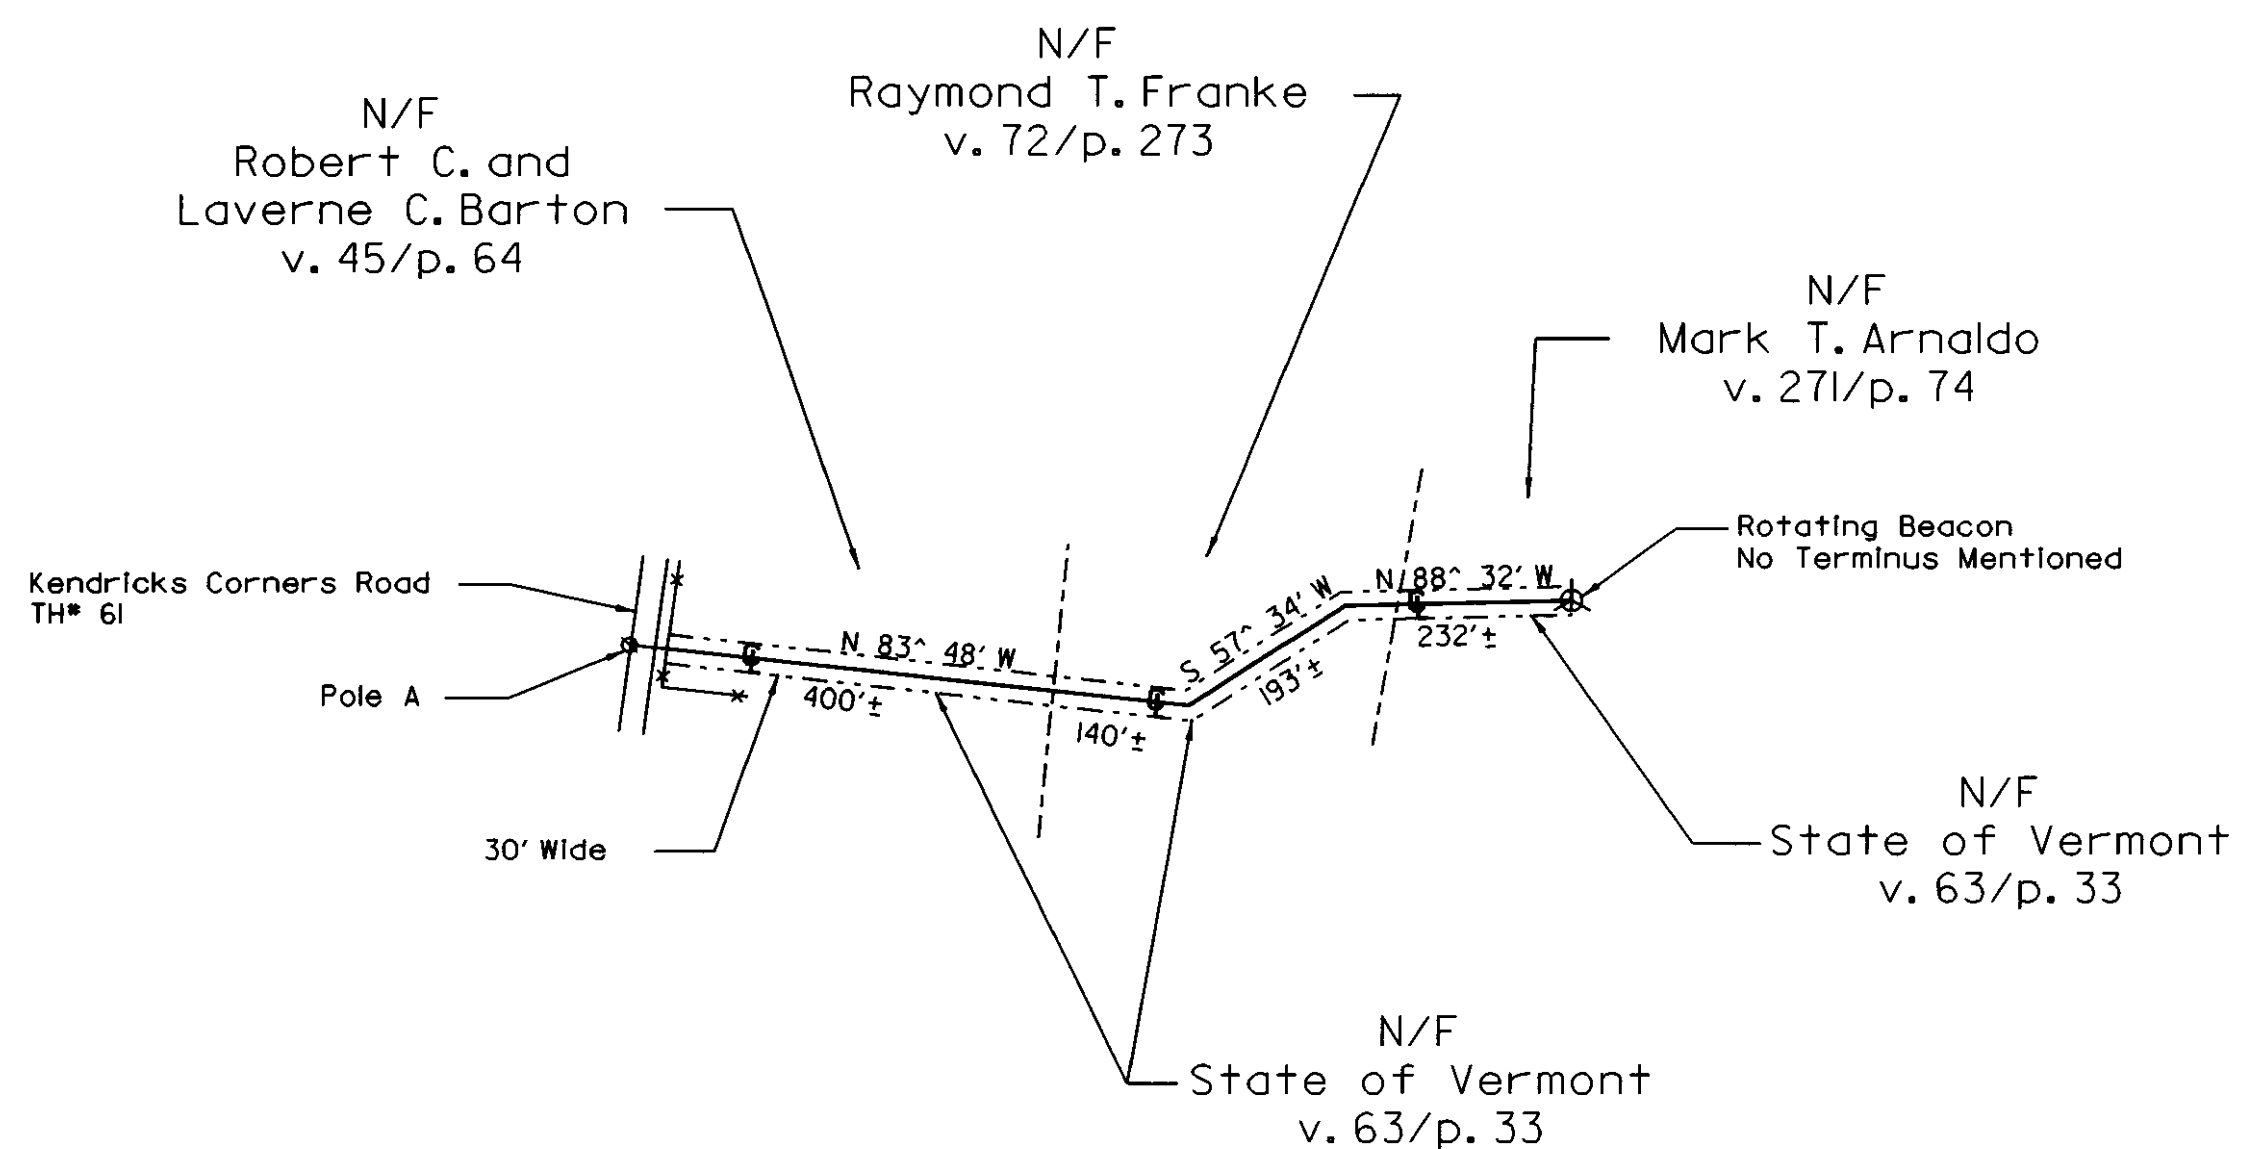 N/F
Raymond T. Franke
v. 72/p. 273
N/F
Robert C. and
Laverne C. Barton
v. 45/p. 64
N/F
Mark T. Arnaldo
v. 271/p. 74
Rotating Beacon
No Terminus Mentioned
Kendricks Corners Road
TH# 61
N 83^ 48' W
S 57^ 34' W
N 88^ 32' W
232'±
193'±
400'±
140'±
Pole A
30' Wide
N/F
State of Vermont
v. 63/p. 33
N/F
State of Vermont
v. 63/p. 33